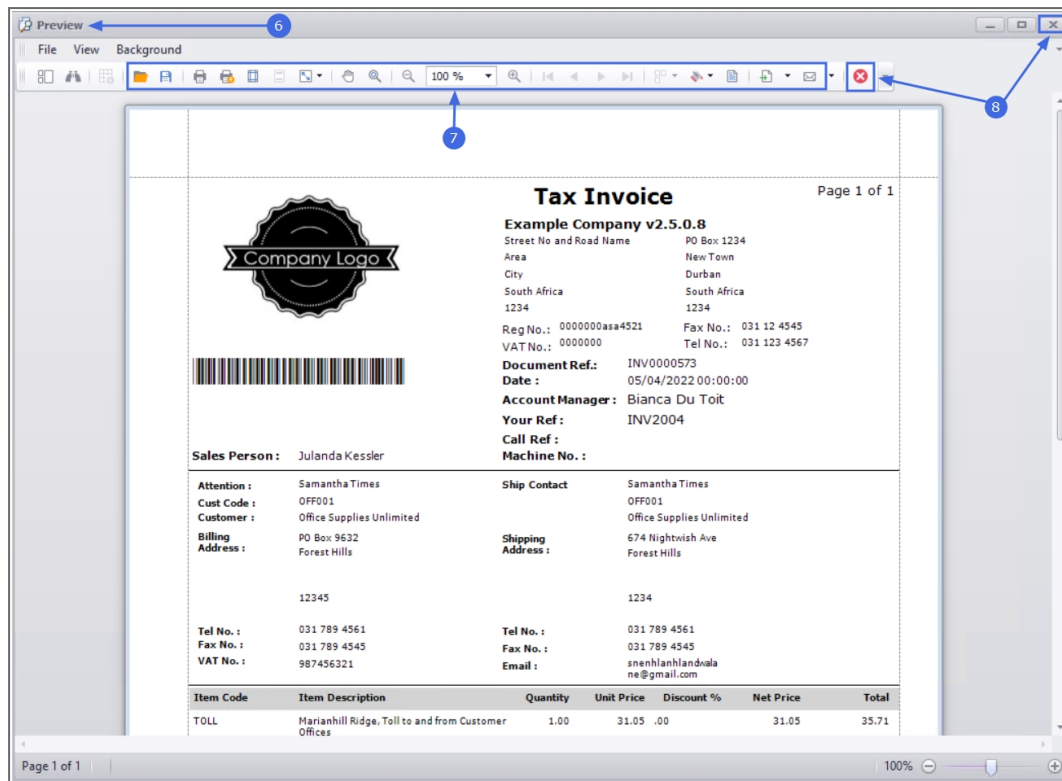 Preview
6
File View Background
100 %
7
8
Tax Invoice
Page 1 of 1
Company Logo
Example Company v2.5.0.8
Street No and Road Name PO Box 1234
Area New Town
City Durban
South Africa South Africa
1234 1234
Reg No.: 0000000asa4521 Fax No.: 031 12 4545
VAT No.: 0000000 Tel No.: 031 123 4567
Document Ref.: INV0000573
Date : 05/04/2022 00:00:00
Account Manager : Bianca Du Toit
Your Ref : INV2004
Call Ref :
Sales Person : Julanda Kessler Machine No. :
Attention : Samantha Times Ship Contact Samantha Times
Cust Code : OFF001 OFF001
Customer : Office Supplies Unlimited Office Supplies Unlimited
Billing PO Box 9632 Shipping 674 Nightwish Ave
Address : Forest Hills Address : Forest Hills
12345 1234
Tel No. : 031 789 4561 Tel No. : 031 789 4561
Fax No. : 031 789 4545 Fax No. : 031 789 4545
VAT No. : 987456321 Email : snenhlanhlandwala
ne@gmail.com
Item Code Item Description Quantity Unit Price Discount % Net Price Total
TOLL Marianhill Ridge, Toll to and from Customer 1.00 31.05 .00 31.05 35.71
Offices
Page 1 of 1 100%